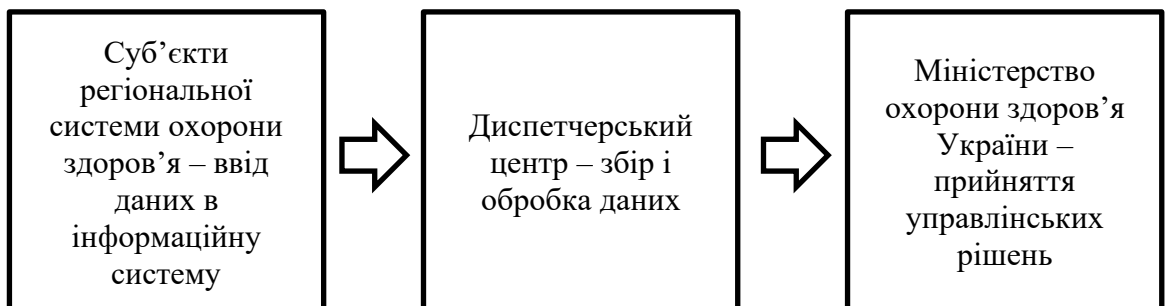 Суб’єкти
регіональної
системи охорони
здоров’я – ввід
даних в
інформаційну
систему
Диспетчерський
центр – збір і
обробка даних
Міністерство
охорони здоров’я
України –
прийняття
управлінських
рішень